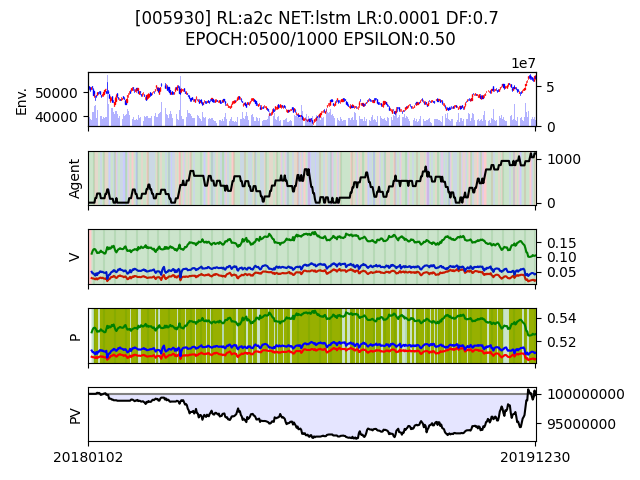 [005930] RL:a2c NET:lstm LR:0.0001 DF:0.7
EPOCH:0500/1000 EPSILON:0.50
1e7
Env.
50000
40000
5
0
Agent
1000
0
V
0.15
0.10
0.05
P
0.54
0.52
PV
100000000
95000000
20180102
20191230